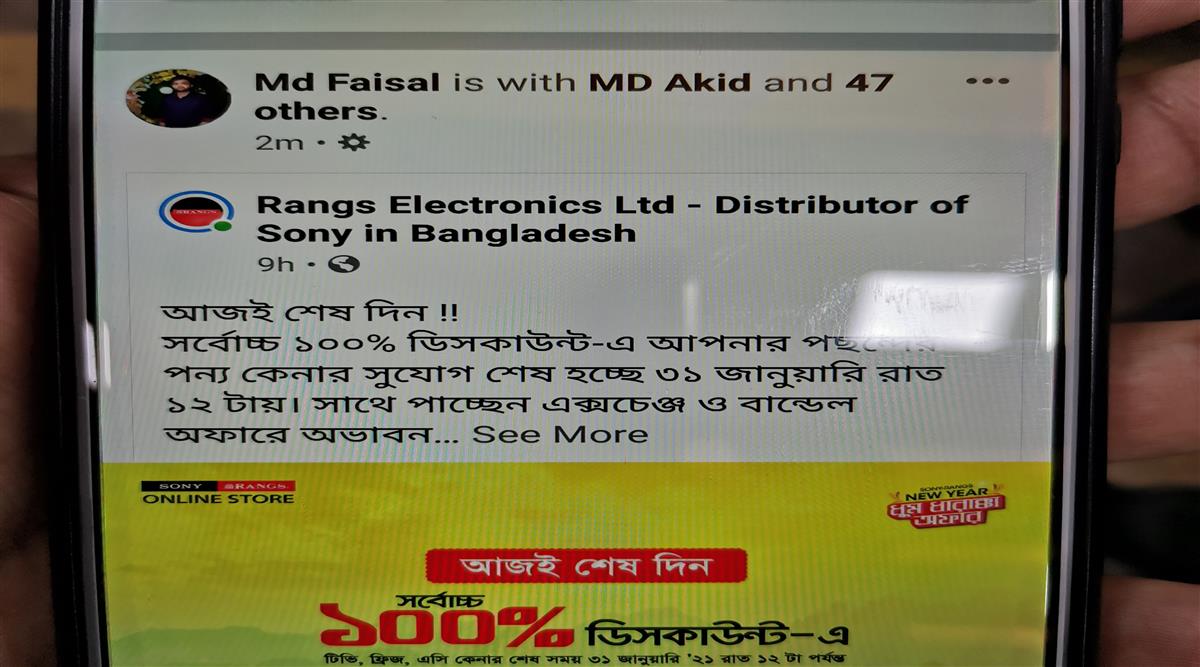 Md Faisal is with MD Akid and 47
others.
2m
Rangs Electronics Ltd - Distributor of
Sony in Bangladesh
9h
আজই শেষ দিন !!
সর্বোচ্চ ১০০% ডিসকাউন্ট-এ আপনার
পন্য কেনার সুযোগ শেষ হচ্ছে ৩১ জানুয়ারি রাত
১২ টায়। সাথে পাচ্ছেন এক্সচেঞ্জ ও বান্ডেল
অফারে অভাবন... See More
SONY RANGS
ONLINE STORE
SONY-RANGS
NEW YEAR
ধুম ধারাক্কা
অফার
আজই শেষ দিন
সর্বোচ্চ
১০০% ডিসকাউন্ট-এ
টিভি, ফ্রিজ, এসি কেনার শেষ সময় ৩১ জানুয়ারি '২১ রাত ১২ টা পর্যন্ত